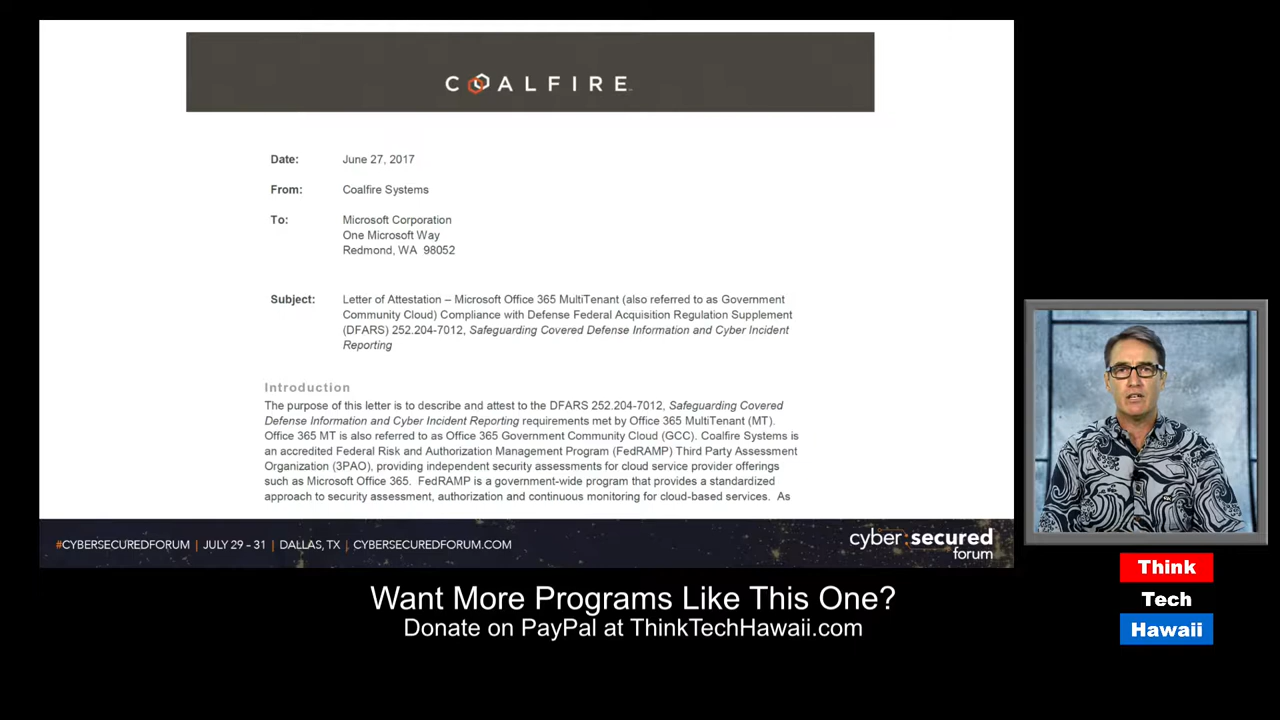 COALFIRE
Date: June 27, 2017
From: Coalfire Systems
To: Microsoft Corporation
One Microsoft Way
Redmond, WA 98052
Subject: Letter of Attestation – Microsoft Office 365 MultiTenant (also referred to as Government
Community Cloud) Compliance with Defense Federal Acquisition Regulation Supplement
(DFARS) 252.204-7012, Safeguarding Covered Defense Information and Cyber Incident
Reporting
Introduction
The purpose of this letter is to describe and attest to the DFARS 252.204-7012, Safeguarding Covered
Defense Information and Cyber Incident Reporting requirements met by Office 365 MultiTenant (MT).
Office 365 MT is also referred to as Office 365 Government Community Cloud (GCC). Coalfire Systems is
an accredited Federal Risk and Authorization Management Program (FedRAMP) Third Party Assessment
Organization (3PAO), providing independent security assessments for cloud service provider offerings
such as Microsoft Office 365. FedRAMP is a government-wide program that provides a standardized
approach to security assessment, authorization and continuous monitoring for cloud-based services. As
#CYBERSECUREDFORUM | JULY 29 - 31 | DALLAS, TX | CYBERSECUREDFORUM.COM
cyber:secured
forum
Want More Programs Like This One?
Donate on PayPal at ThinkTechHawaii.com
Think
Tech
Hawaii